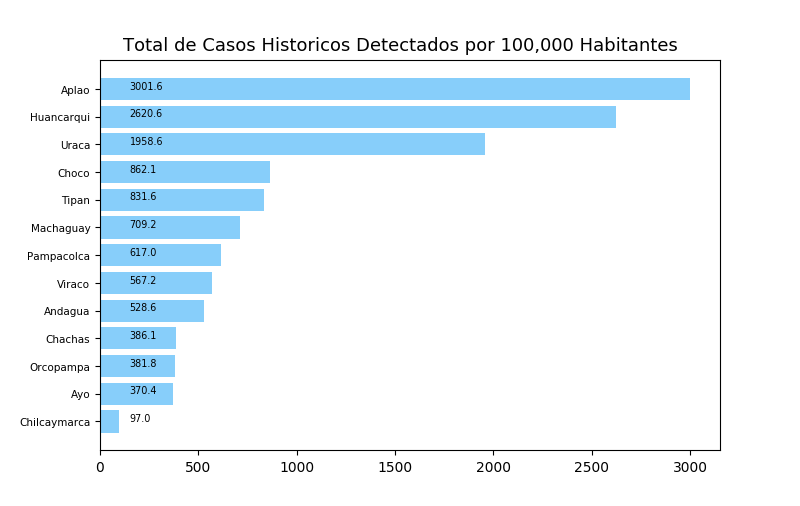 Total de Casos Historicos Detectados por 100,000 Habitantes
Aplao 3001.6
Huancarqui 2620.6
Uraca 1958.6
Choco 862.1
Tipan 831.6
Machaguay 709.2
Pampacolca 617.0
Viraco 567.2
Andagua 528.6
Chachas 386.1
Orcopampa 381.8
Ayo 370.4
Chilcaymarca 97.0
0 500 1000 1500 2000 2500 3000